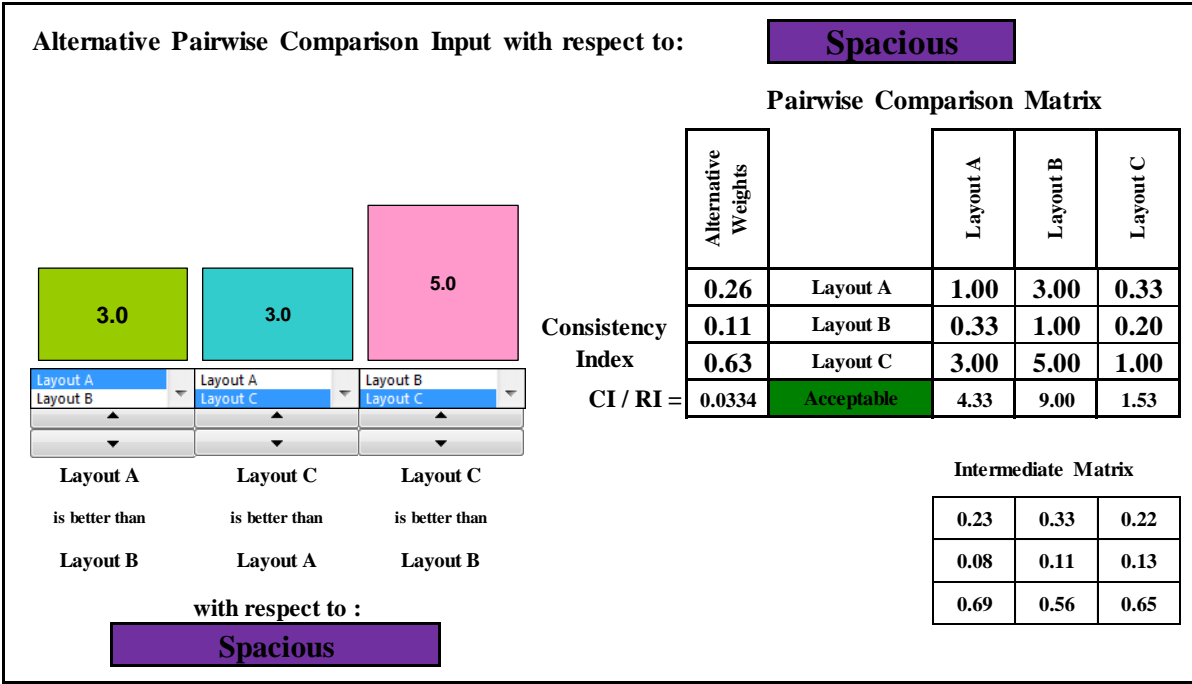 Alternative Pairwise Comparison Input with respect to: Spacious
Pairwise Comparison Matrix
Alternative Weights Layout A Layout B Layout C
0.26 Layout A 1.00 3.00 0.33
0.11 Layout B 0.33 1.00 0.20
0.63 Layout C 3.00 5.00 1.00
Consistency
Index
CI / RI = 0.0334 Acceptable 4.33 9.00 1.53
3.0 3.0 5.0
Layout A Layout A Layout B
Layout B Layout C Layout C
Layout A Layout C Layout C
is better than is better than is better than
Layout B Layout A Layout B
with respect to :
Spacious
Intermediate Matrix
0.23 0.33 0.22
0.08 0.11 0.13
0.69 0.56 0.65